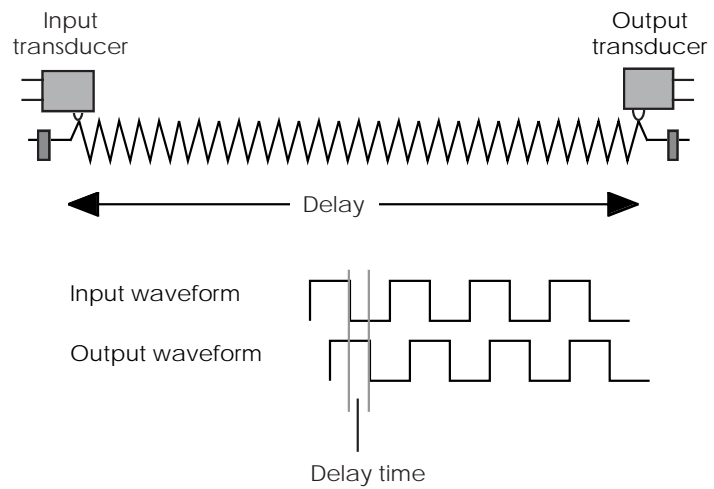 Input
transducer
Output
transducer
Delay
Input waveform
Output waveform
Delay time